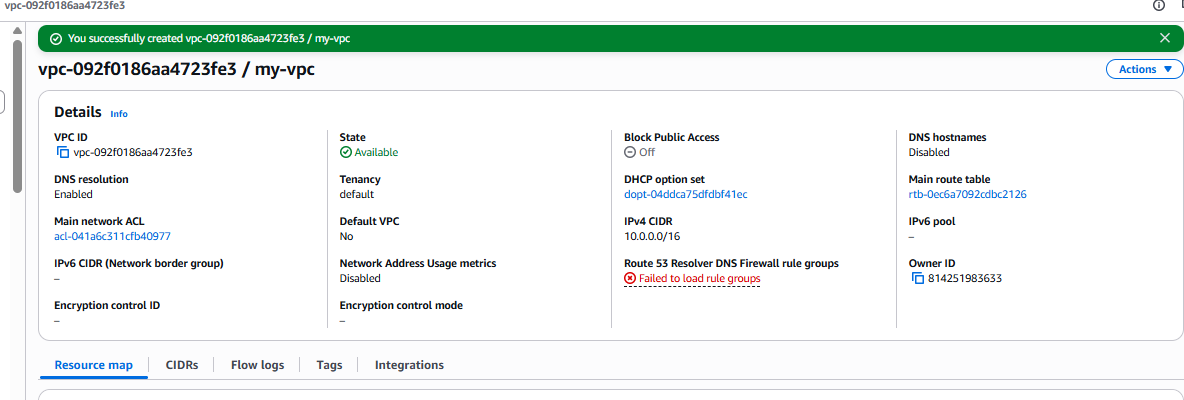 vpc-092f0186aa4723fe3
You successfully created vpc-092f0186aa4723fe3 / my-vpc
vpc-092f0186aa4723fe3 / my-vpc
Actions
Details Info
VPC ID
vpc-092f0186aa4723fe3
State
Available
Block Public Access
Off
DNS hostnames
Disabled
DNS resolution
Enabled
Tenancy
default
DHCP option set
dopt-04ddca75dfdbf41ec
Main route table
rtb-0ec6a7092cdbc2126
Main network ACL
acl-041a6c311cfb40977
Default VPC
No
IPv4 CIDR
10.0.0.0/16
IPv6 pool
–
IPv6 CIDR (Network border group)
–
Network Address Usage metrics
Disabled
Route 53 Resolver DNS Firewall rule groups
Failed to load rule groups
Owner ID
814251983633
Encryption control ID
–
Encryption control mode
–
Resource map
CIDRs
Flow logs
Tags
Integrations